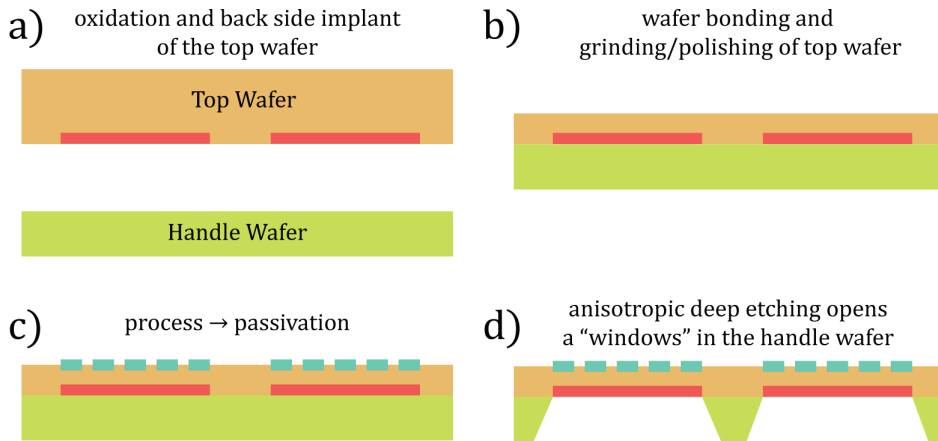 a)
oxidation and back side implant
of the top wafer
Top Wafer
Handle Wafer
b)
wafer bonding and
grinding/polishing of top wafer
c)
process → passivation
d)
anisotropic deep etching opens
a “windows” in the handle wafer